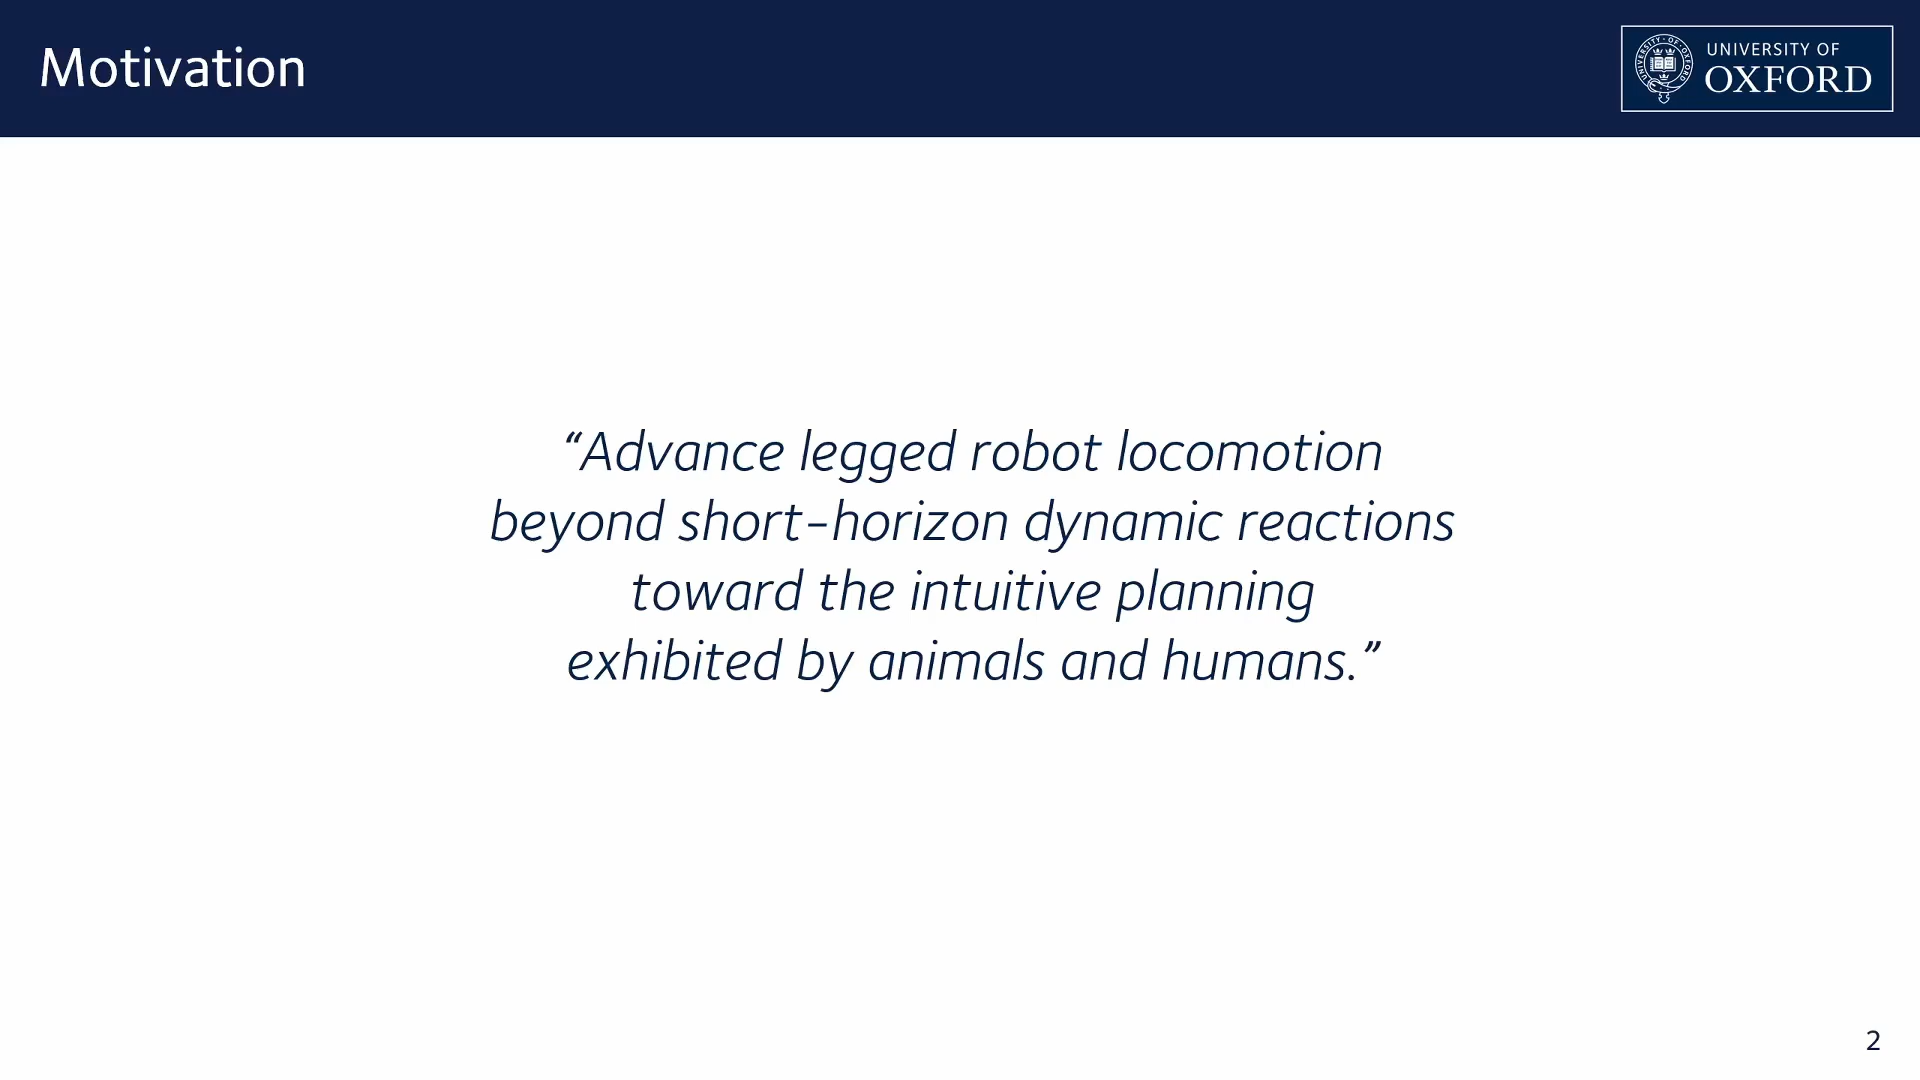 Motivation
UNIVERSITY OF
OXFORD
“Advance legged robot locomotion
beyond short-horizon dynamic reactions
toward the intuitive planning
exhibited by animals and humans.”
2